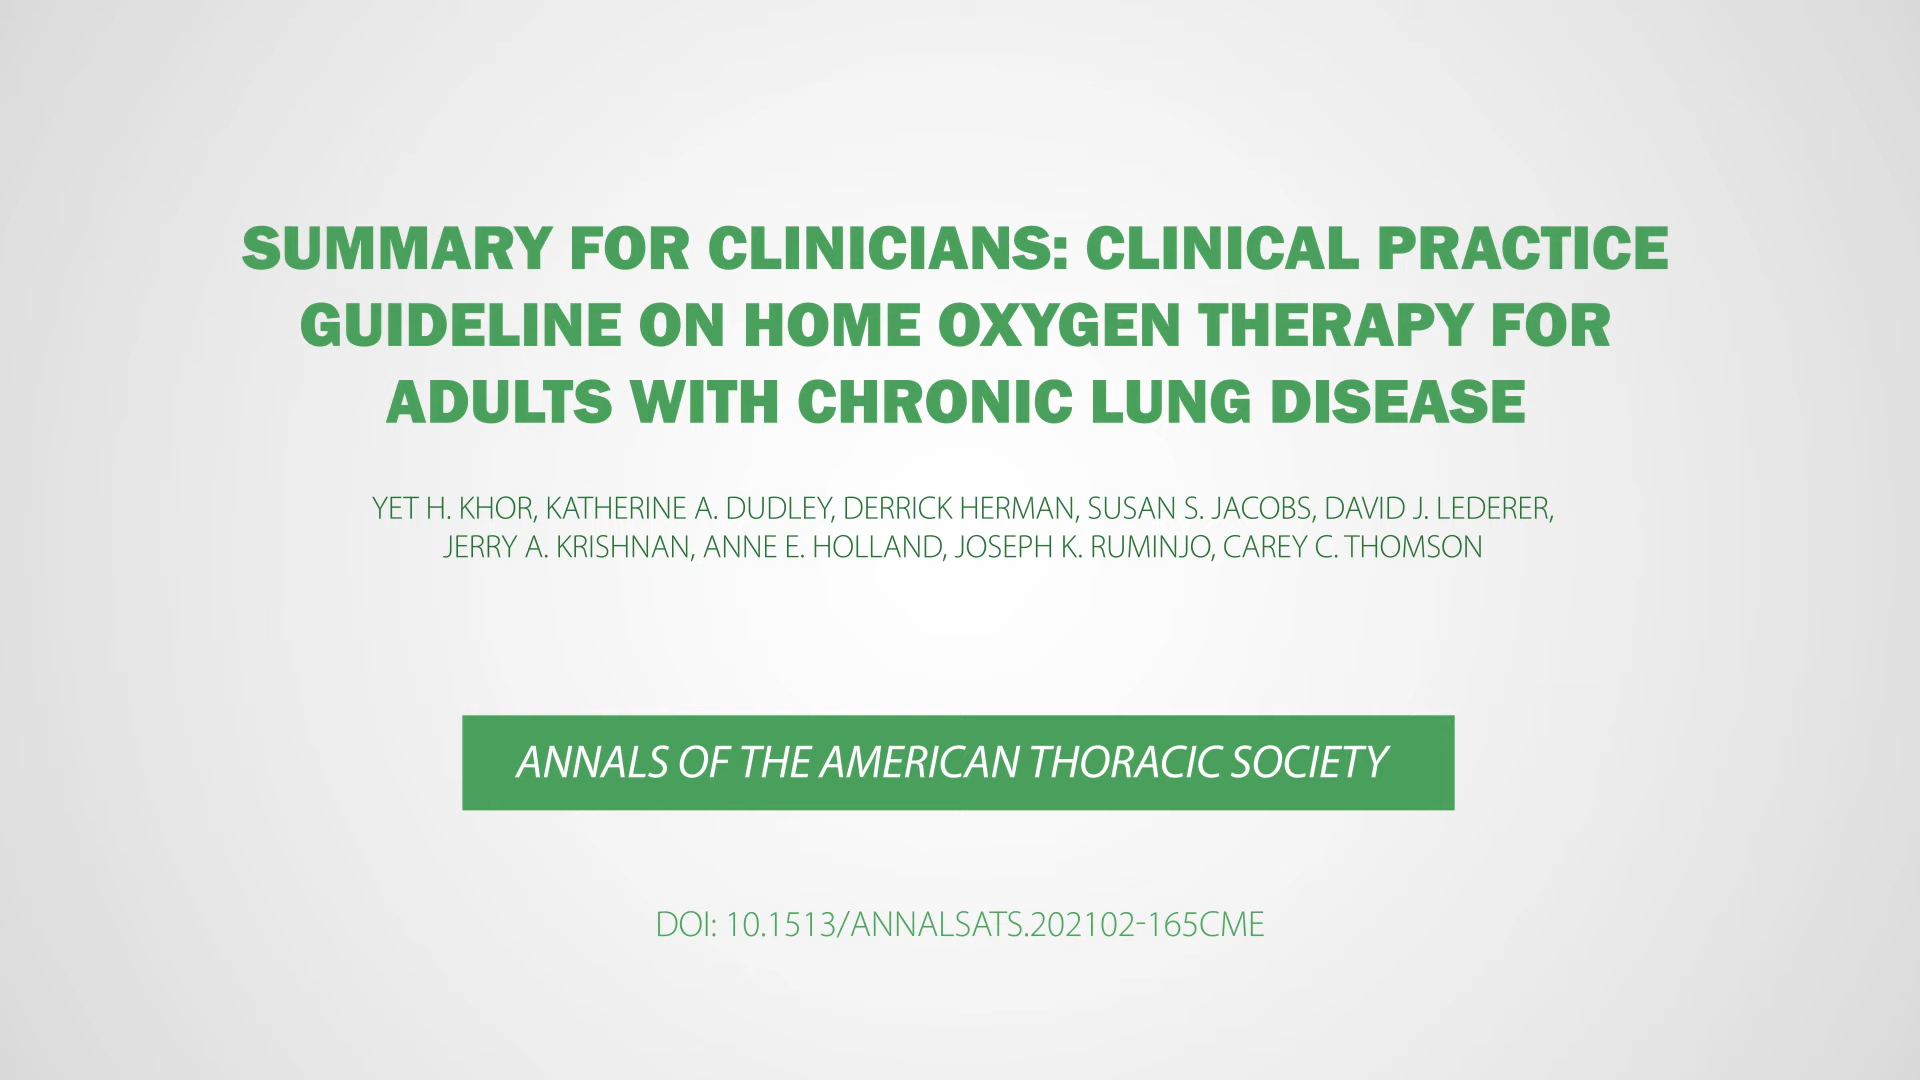 SUMMARY FOR CLINICIANS: CLINICAL PRACTICE
GUIDELINE ON HOME OXYGEN THERAPY FOR
ADULTS WITH CHRONIC LUNG DISEASE
YET H. KHOR, KATHERINE A. DUDLEY, DERRICK HERMAN, SUSAN S. JACOBS, DAVID J. LEDERER,
JERRY A. KRISHNAN, ANNE E. HOLLAND, JOSEPH K. RUMINJO, CAREY C. THOMSON
ANNALS OF THE AMERICAN THORACIC SOCIETY
DOI: 10.1513/ANNALSATS.202102-165CME